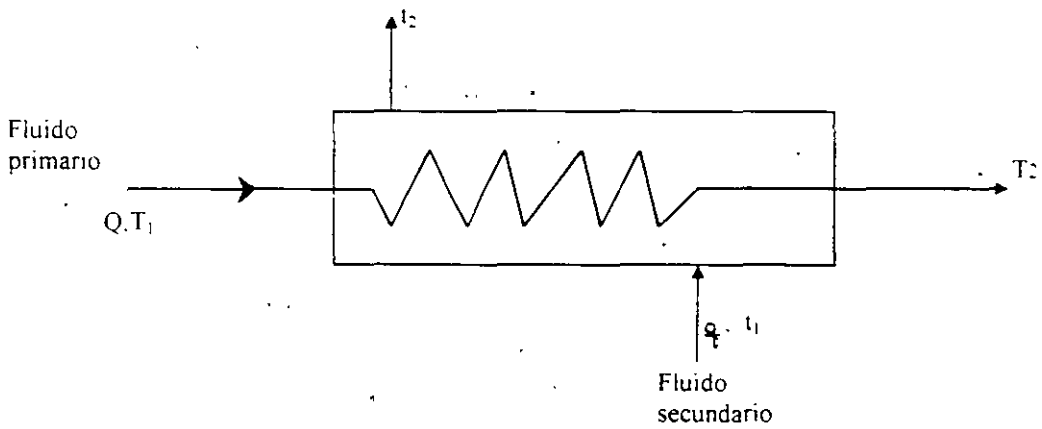 t₂
Fluido
primario
Q,T₁
T₂
t₁
Fluido
secundario